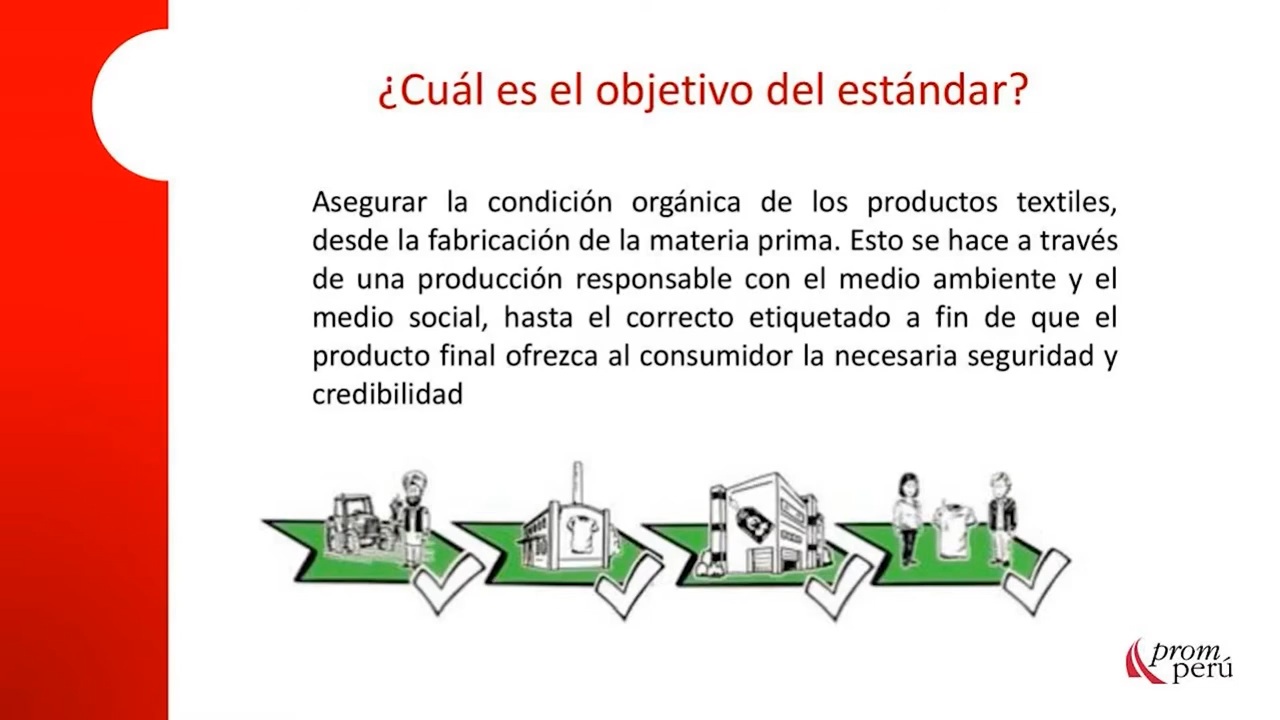 ¿Cuál es el objetivo del estándar?
Asegurar la condición orgánica de los productos textiles,
desde la fabricación de la materia prima. Esto se hace a través
de una producción responsable con el medio ambiente y el
medio social, hasta el correcto etiquetado a fin de que el
producto final ofrezca al consumidor la necesaria seguridad y
credibilidad
prom
perú